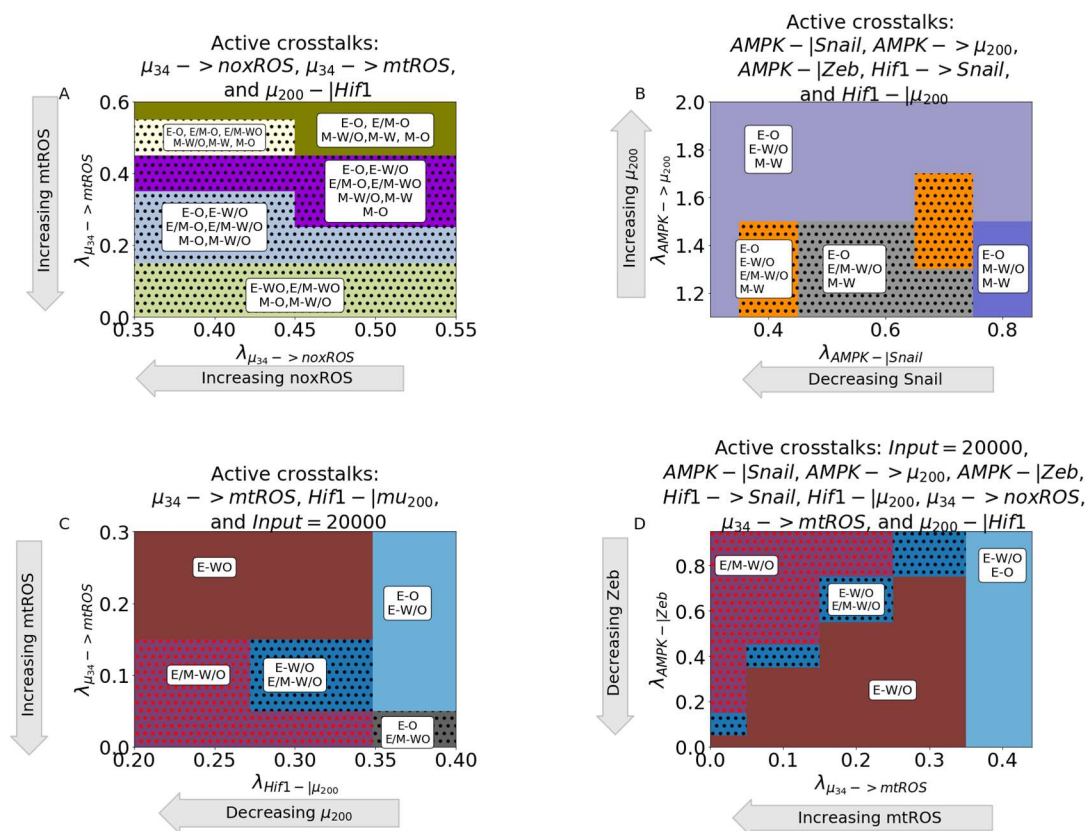 Active crosstalks:
μ34 − > noxROS, μ34 − > mtROS,
and μ200 − |Hif1
A
Increasing mtROS
λμ34 − > mtROS
0.6
0.4
0.2
0.0
E-O, E/M-O, E/M-WO
M-W/O,M-W, M-O
E-O, E/M-O
M-W/O,M-W, M-O
E-O,E-W/O
E/M-O,E/M-WO
M-W/O,M-W
M-O
E-O,E-W/O
E/M-O,E/M-W/O
M-O,M-W/O
E-WO,E/M-WO
M-O,M-W/O
0.35 0.40 0.45 0.50 0.55
λμ34 − > noxROS
Increasing noxROS
Active crosstalks:
AMPK − |Snail, AMPK − > μ200,
AMPK − |Zeb, Hif1 − > Snail,
and Hif1 − |μ200
B
Increasing μ200
λAMPK − > μ200
2.0
1.8
1.6
1.4
1.2
E-O
E-W/O
M-W
E-O
E-W/O
E/M-W/O
M-W
E-O
E/M-W/O
M-W
E-O
M-W/O
M-W
0.4 0.6 0.8
λAMPK − |Snail
Decreasing Snail
Active crosstalks:
μ34 − > mtROS, Hif1 − |mu200,
and Input = 20000
C
Increasing mtROS
λμ34 − > mtROS
0.3
0.2
0.1
0.0
E-WO
E-O
E-W/O
E/M-W/O
E-W/O
E/M-W/O
E-O
E/M-WO
0.20 0.25 0.30 0.35 0.40
λHif1 − |μ200
Decreasing μ200
Active crosstalks: Input = 20000,
AMPK − |Snail, AMPK − > μ200, AMPK − |Zeb,
Hif1 − > Snail, Hif1 − |μ200, μ34 − > noxROS,
μ34 − > mtROS, and μ200 − |Hif1
D
Decreasing Zeb
λAMPK − |Zeb
0.8
0.6
0.4
0.2
0.0
E/M-W/O
E-W/O
E-O
E-W/O
E/M-W/O
E-W/O
0.0 0.1 0.2 0.3 0.4
λμ34 − > mtROS
Increasing mtROS